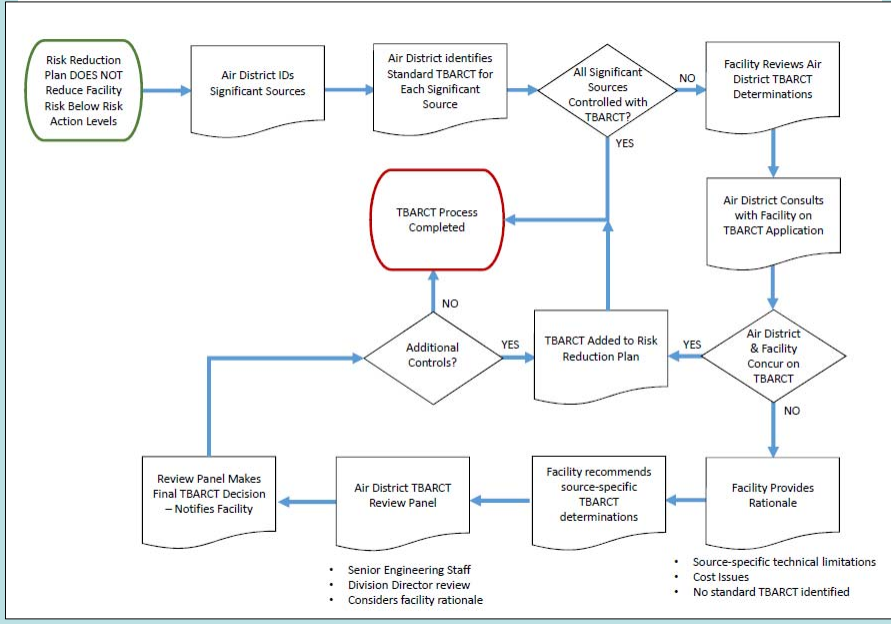 Risk Reduction
Plan DOES NOT
Reduce Facility
Risk Below Risk
Action Levels
Air District IDs
Significant Sources
Air District identifies
Standard TBARCT for
Each Significant
Source
All Significant
Sources
Controlled with
TBARCT?
NO
YES
Facility Reviews Air
District TBARCT
Determinations
Air District Consults
with Facility on
TBARCT Application
Air District
& Facility
Concur on
TBARCT
YES
NO
TBARCT Added to Risk
Reduction Plan
TBARCT Process
Completed
NO
Additional
Controls?
YES
Facility Provides
Rationale
• Source-specific technical limitations
• Cost Issues
• No standard TBARCT identified
Facility recommends
source-specific
TBARCT
determinations
Air District TBARCT
Review Panel
• Senior Engineering Staff
• Division Director review
• Considers facility rationale
Review Panel Makes
Final TBARCT Decision
– Notifies Facility